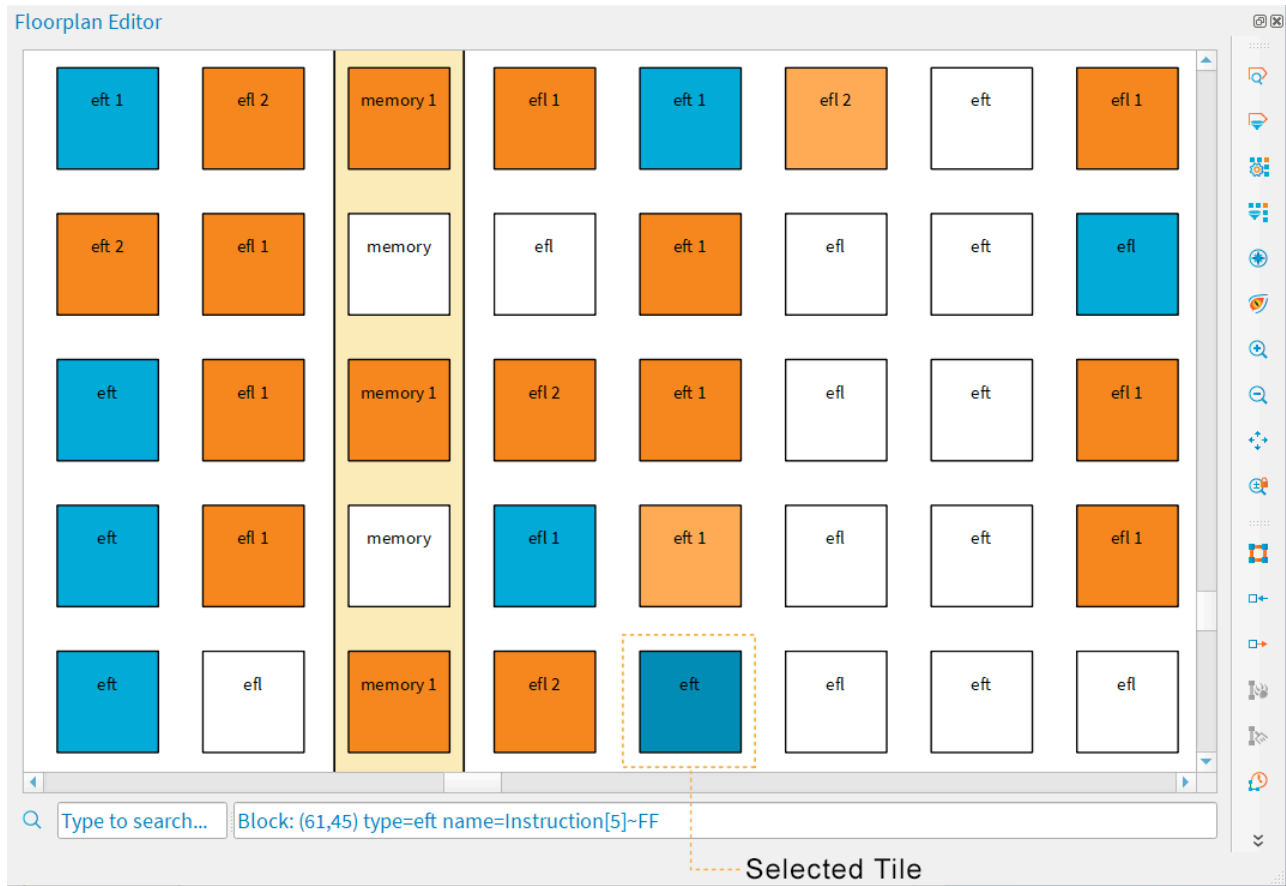 Floorplan Editor
eft 1 efl 2 memory 1 efl 1 eft 1 efl 2 eft efl 1
eft 2 efl 1 memory efl eft 1 efl eft efl
eft efl 1 memory 1 efl 2 eft 1 efl eft efl 1
eft efl 1 memory efl 1 eft 1 efl eft efl 1
eft efl memory 1 efl 2 eft efl eft efl
Type to search... Block: (61,45) type=eft name=Instruction[5]~FF
Selected Tile